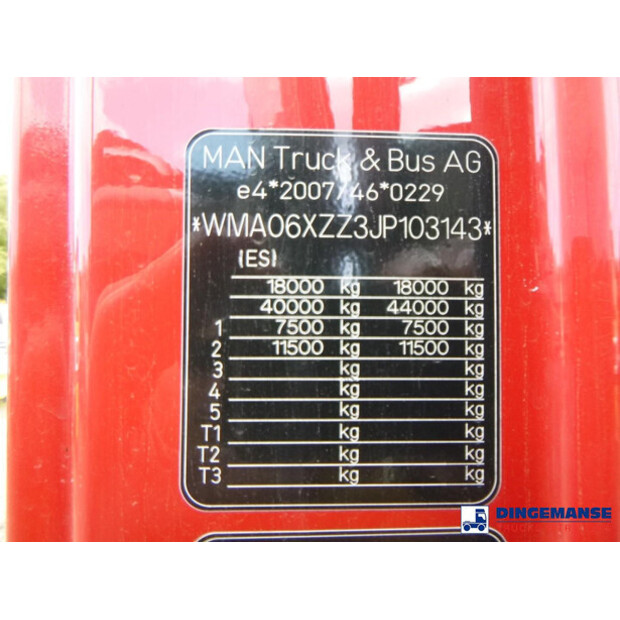 MAN Truck & Bus AG
e4*2007/46*0229
*WMA06XZZ3JP103143*
(ES)
18000 kg 18000 kg
40000 kg 44000 kg
1 7500 kg 7500 kg
2 11500 kg 11500 kg
3 kg kg
4 kg kg
5 kg kg
T1 kg kg
T2 kg kg
T3 kg kg
DINGEMANSE